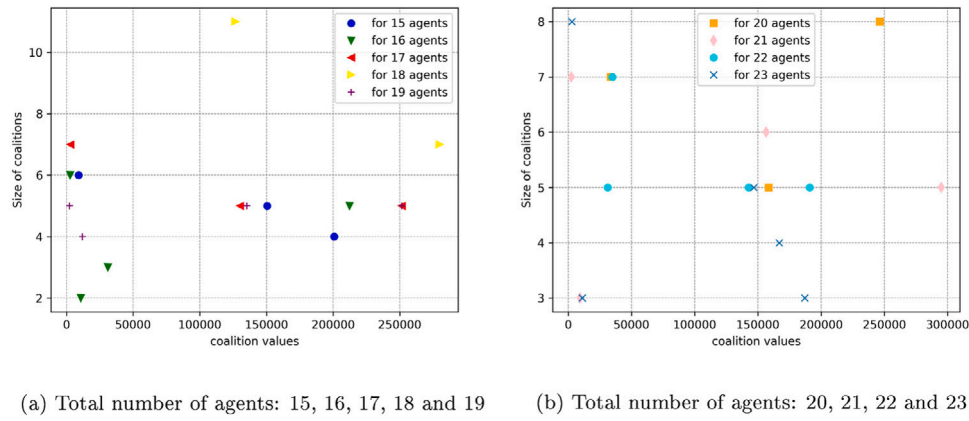 for 15 agents
for 16 agents
for 17 agents
for 18 agents
for 19 agents
10
8
6
4
2
Size of coalitions
0 50000 100000 150000 200000 250000
coalition values
(a) Total number of agents: 15, 16, 17, 18 and 19
for 20 agents
for 21 agents
for 22 agents
for 23 agents
8
7
6
5
4
3
Size of coalitions
0 50000 100000 150000 200000 250000 300000
coalition values
(b) Total number of agents: 20, 21, 22 and 23